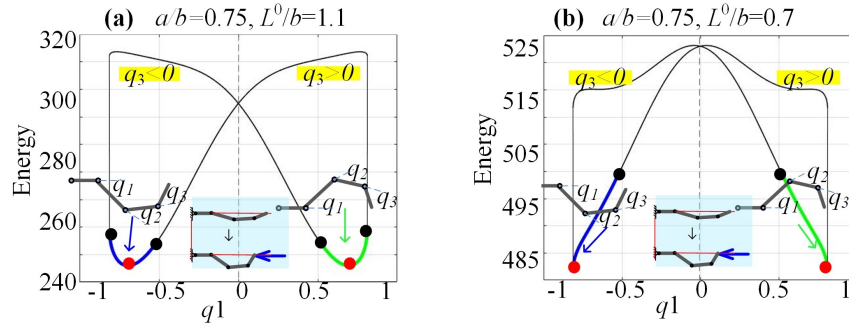 (a) a/b=0.75, L⁰/b=1.1
Energy
320
300
280
260
240
q₃<0
q₃>0
q₁
q₂
q₃
q₂
q₃
q₁
-1
-0.5
0
0.5
1
q1
(b) a/b=0.75, L⁰/b=0.7
Energy
525
515
505
495
485
q₃<0
q₃>0
q₁
q₂
q₃
q₂
q₃
q₁
-1
-0.5
0
0.5
1
q1